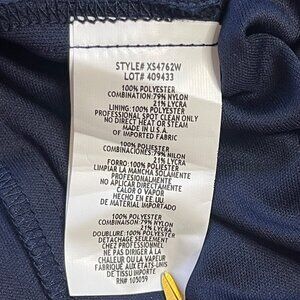 STYLE# XS4762W
LOT# 409433
100% POLYESTER
COMBINATION:79% NYLON
21% LYCRA
LINING: 100% POLYESTER
PROFESSIONAL SPOT CLEAN ONLY
NO DIRECT HEAT OR STEAM
MADE IN U.S.A.
OF IMPORTED FABRIC
100% POLIESTER
COMBINACIONES:79% NILON
21% LYCRA
FORRO: 100% POLIESTER
LIMPIAR LA MANCHA SOLAMENTE
PROFESIONALMENTE
NO APLICAR DIRECTAMENTE
CALOR O VAPOR
HECHO EN EE.UU
DE MATERIAL IMPORTADO
100% POLYESTER
COMBINAISON: 79% NYLON
21% LYCRA
DOUBLURE: 100% POLYESTER
DETACHAGE SEULEMENT
CHEZ PROFESSIONNEL
NE PAS DIRIGER À LA
CHALEUR OU LA VAPEUR
FABRIQUÉ AUX ÉTATS-UNIS
DE TISSU IMPORTÉ
RN# 105059